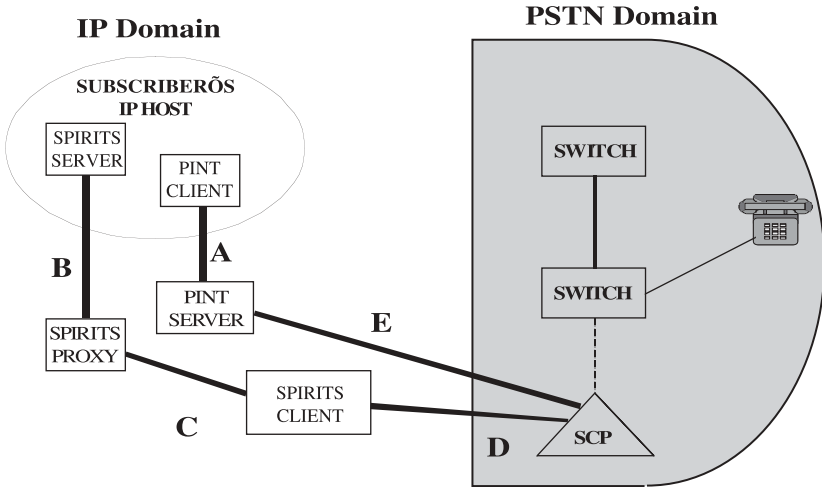 IP Domain
PSTN Domain
SUBSCRIBERÕS
IP HOST
SPIRITS
SERVER
PINT
CLIENT
SWITCH
B
A
PINT
SERVER
SWITCH
E
SPIRITS
PROXY
SPIRITS
CLIENT
C
D
SCP